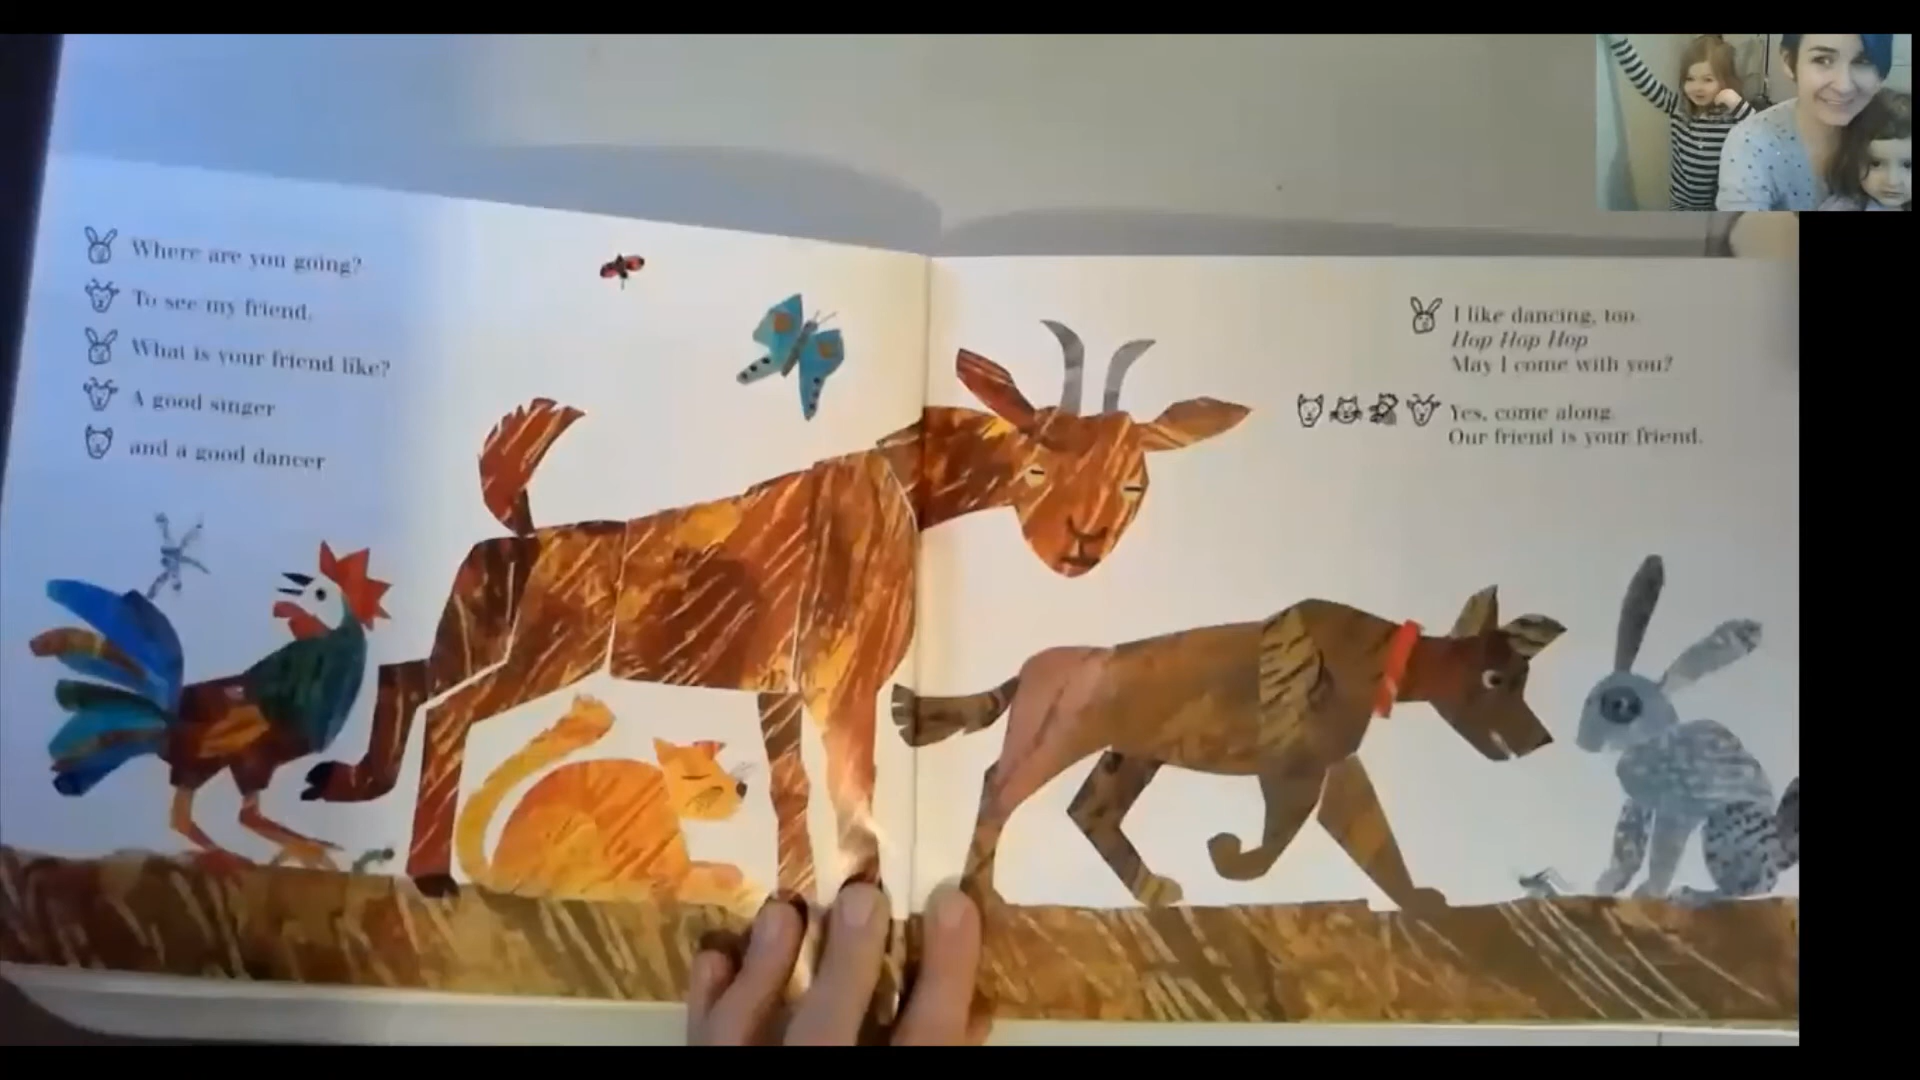 Where are you going?
To see my friend.
What is your friend like?
A good singer
and a good dancer
I like dancing, too.
Hop Hop Hop
May I come with you?
Yes, come along.
Our friend is your friend.